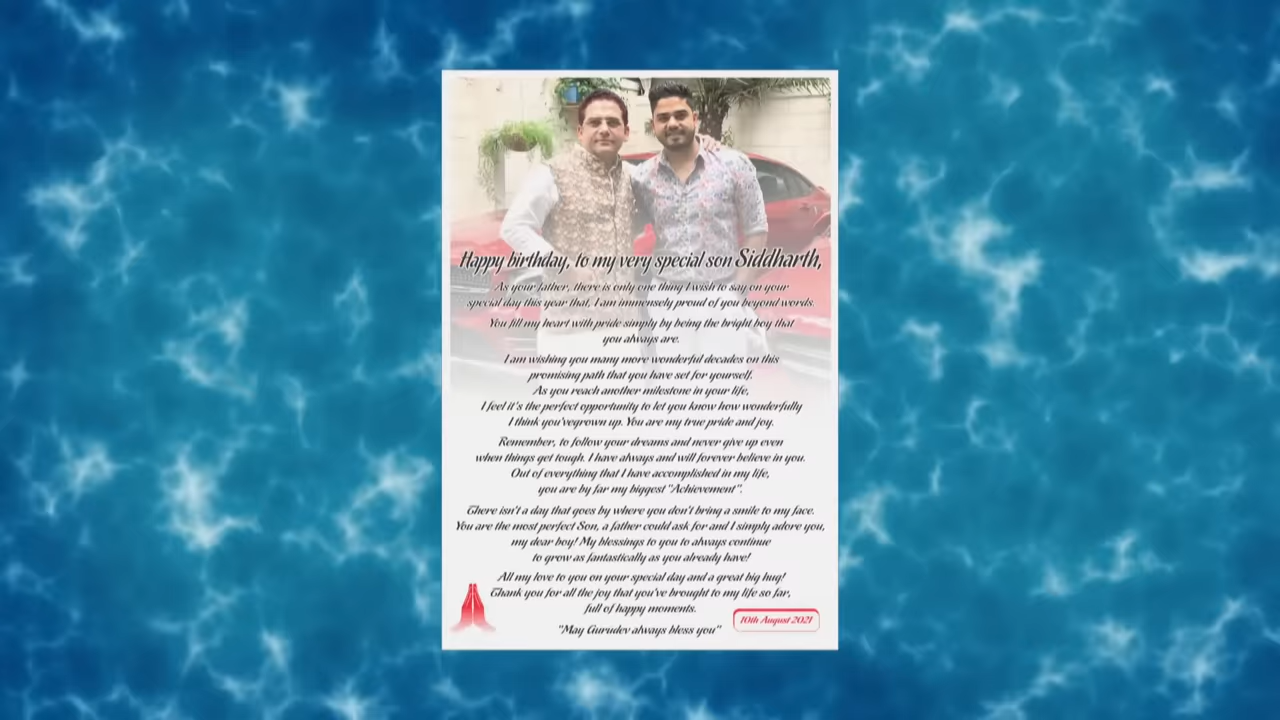 Happy birthday, to my very special son Siddharth,
As your father, there is only one thing I wish to say on your
special day this year that, I am immensely proud of you beyond words.
You fill my heart with pride simply by being the bright boy that
you always are.
I am wishing you many more wonderful decades on this
promising path that you have set for yourself.
As you reach another milestone in your life,
I feel it's the perfect opportunity to let you know how wonderfully
I think you'vegrown up. You are my true pride and joy.
Remember, to follow your dreams and never give up even
when things get tough. I have always and will forever believe in you.
Out of everything that I have accomplished in my life,
you are by far my biggest "Achievement".
There isn't a day that goes by where you don't bring a smile to my face.
You are the most perfect Son, a father could ask for and I simply adore you,
my dear boy! My blessings to you to always continue
to grow as fantastically as you already have!
All my love to you on your special day and a great big hug!
Thank you for all the joy that you've brought to my life so far,
full of happy moments.
"May Gurudev always bless you"
10th August 2021